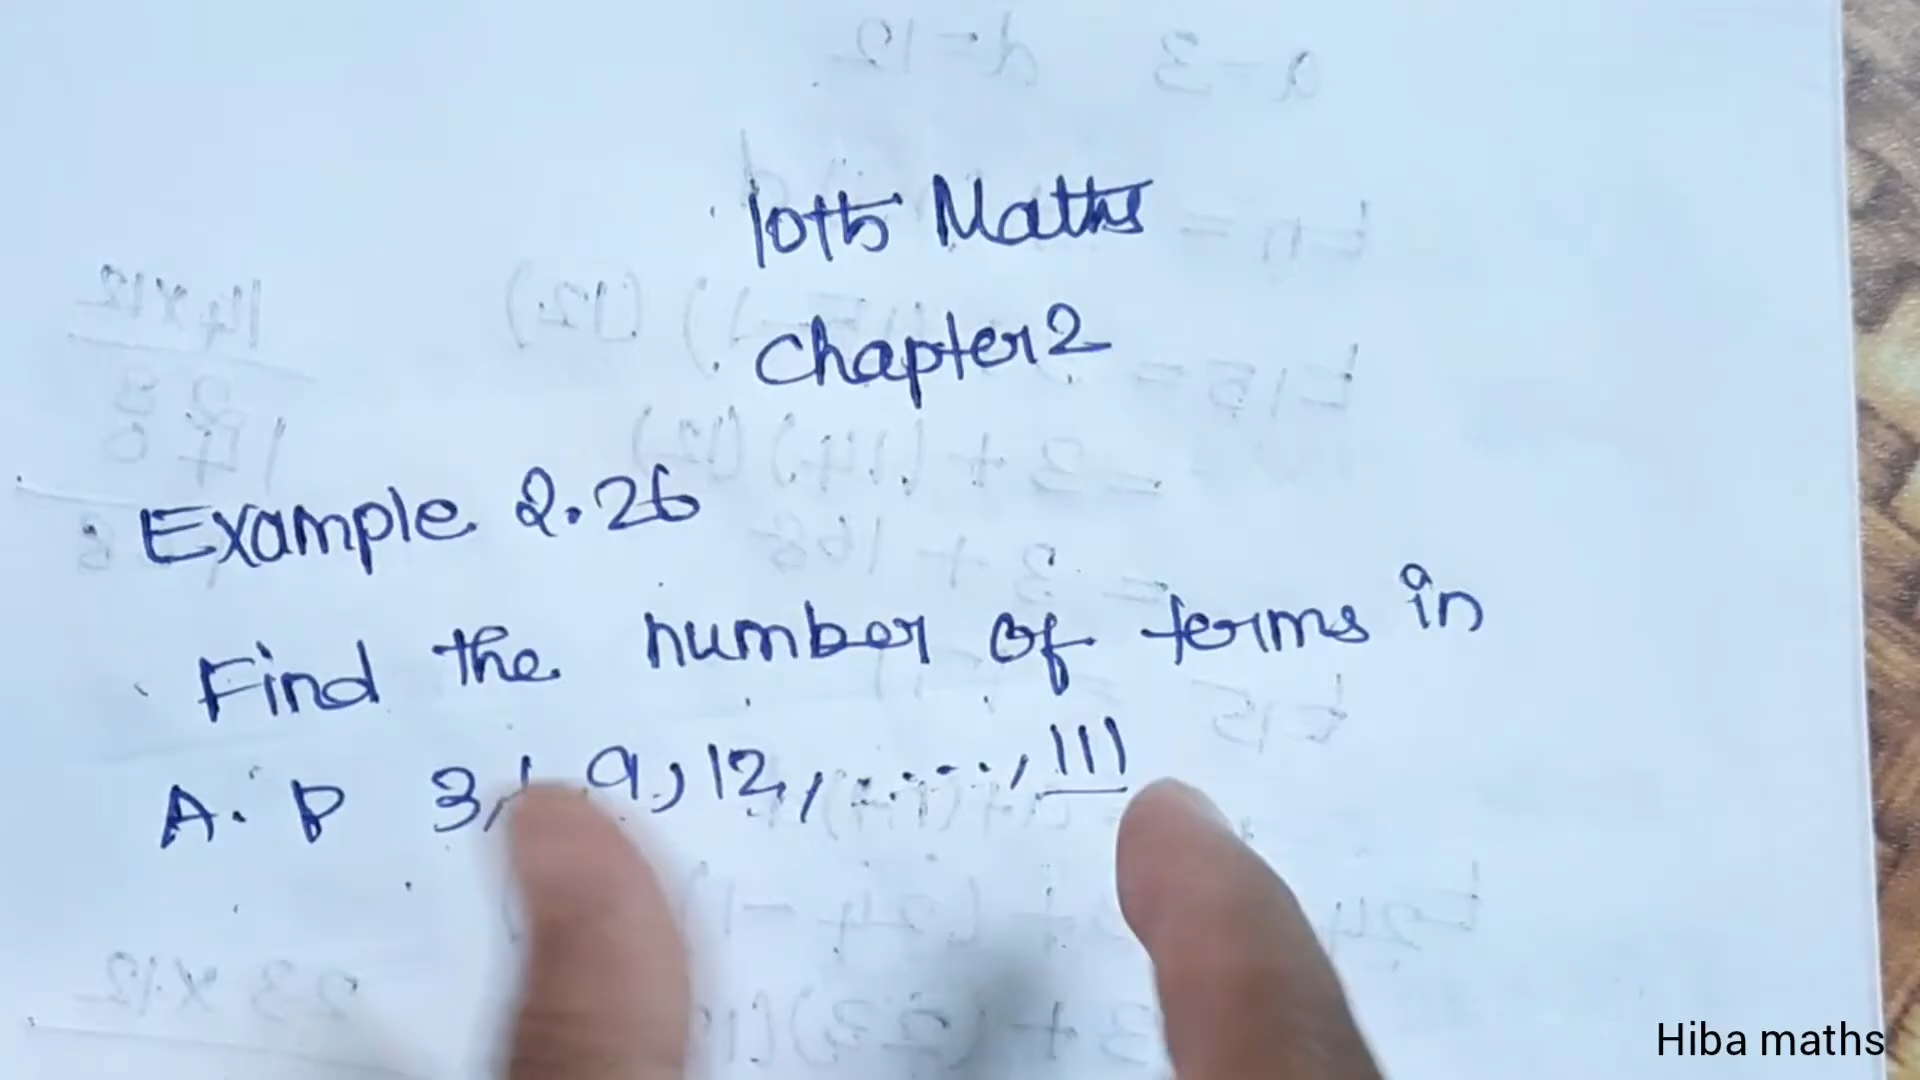 10th Maths
Chapter 2
Example 2.26
Find the number of terms in
A. P 3, 9, 12, ....., 111
Hiba maths